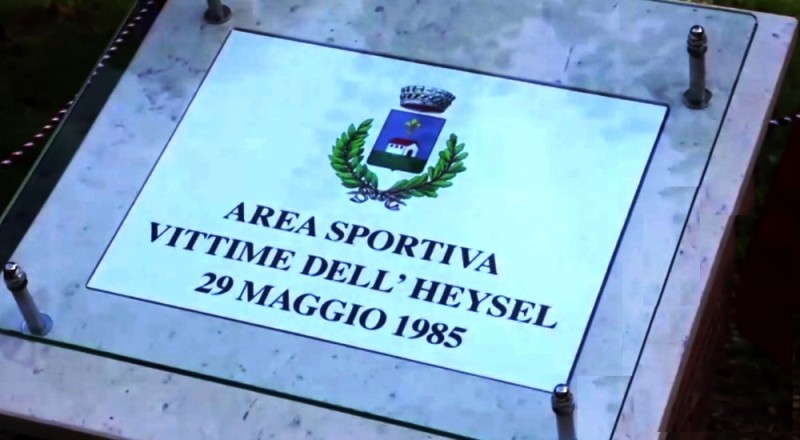 AREA SPORTIVA
VITTIME DELL' HEYSEL
29 MAGGIO 1985